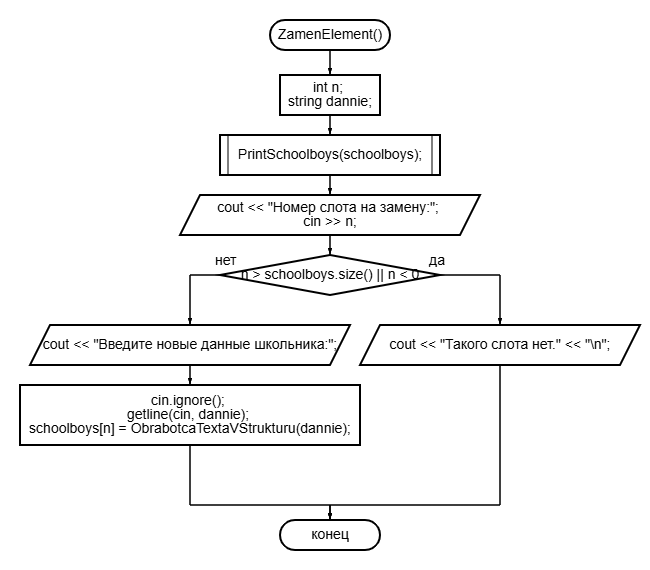 ZamenElement()
int n;
string dannie;
PrintSchoolboys(schoolboys);
cout << "Номер слота на замену:";
cin >> n;
нет
да
n > schoolboys.size() || n < 0
cout << "Введите новые данные школьника:";
cout << "Такого слота нет." << "\n";
cin.ignore();
getline(cin, dannie);
schoolboys[n] = ObrabotcaTextaVStrukturu(dannie);
конец